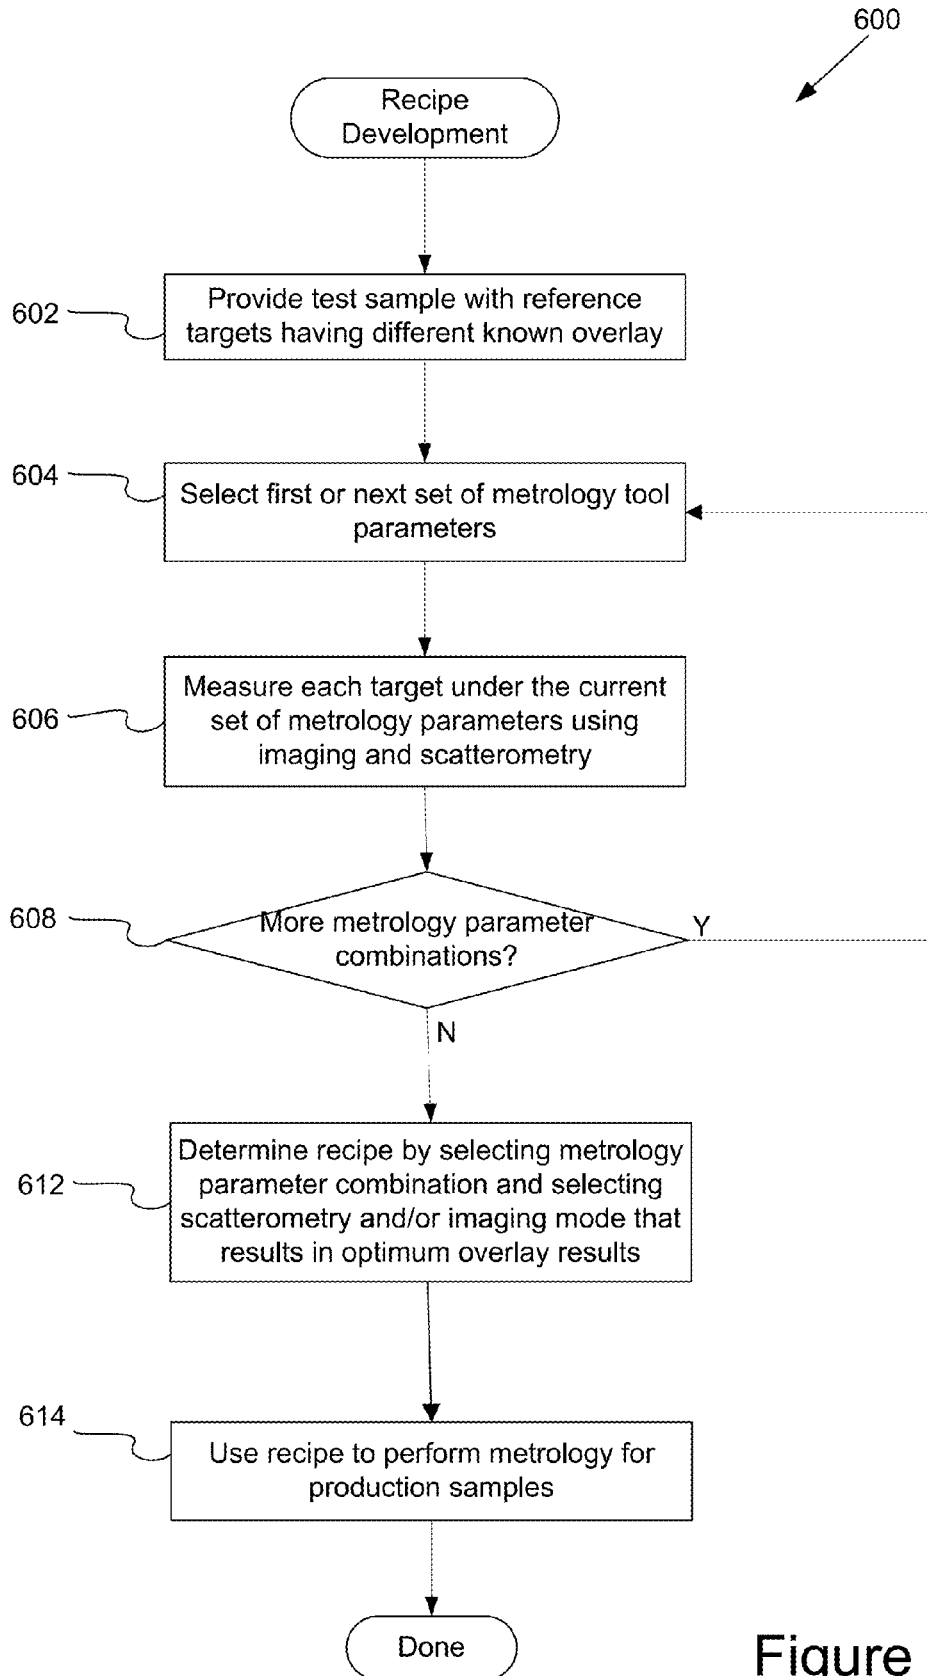 600
Recipe
Development
602
Provide test sample with reference
targets having different known overlay
604
Select first or next set of metrology tool
parameters
606
Measure each target under the current
set of metrology parameters using
imaging and scatterometry
608
More metrology parameter
combinations?
Y
N
612
Determine recipe by selecting metrology
parameter combination and selecting
scatterometry and/or imaging mode that
results in optimum overlay results
614
Use recipe to perform metrology for
production samples
Done
Figure